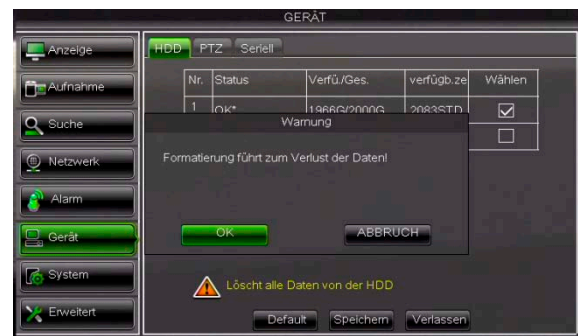 GERÄT
Anzeige
Aufnahme
Suche
Netzwerk
Alarm
Gerät
System
Erweitert
HDD PTZ Seriell
Nr. Status Verfü./Ges. verfügb.ze Wählen
1 OK* 1966G/2000G 2083STD
Warnung
Formatierung führt zum Verlust der Daten!
OK ABBRUCH
Löscht alle Daten von der HDD
Default Speichern Verlassen